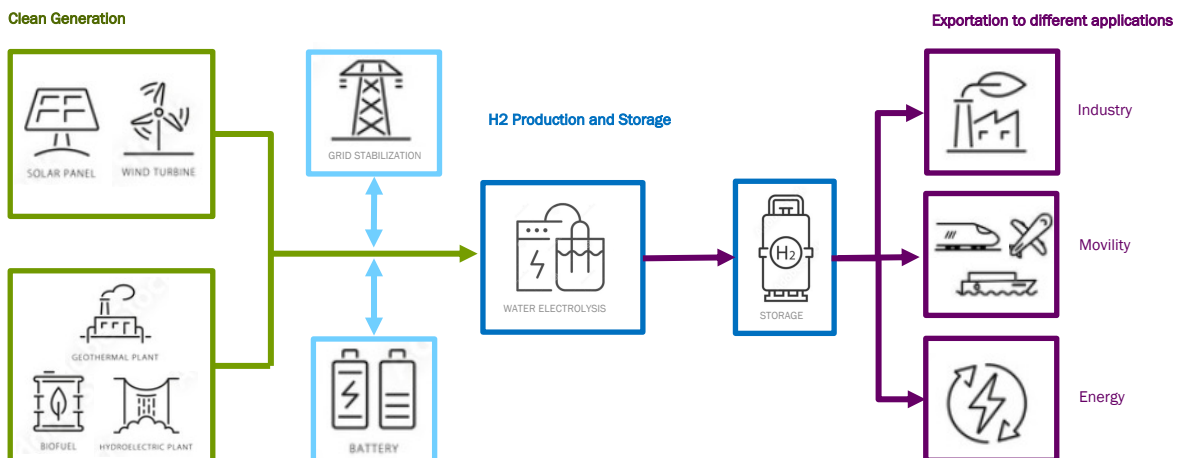 Clean Generation
Exportation to different applications
SOLAR PANEL
WIND TURBINE
GRID STABILIZATION
H2 Production and Storage
Industry
GEOTHERMAL PLANT
BIOFUEL
HYDROELECTRIC PLANT
BATTERY
WATER ELECTROLYSIS
H2
STORAGE
Movility
Energy